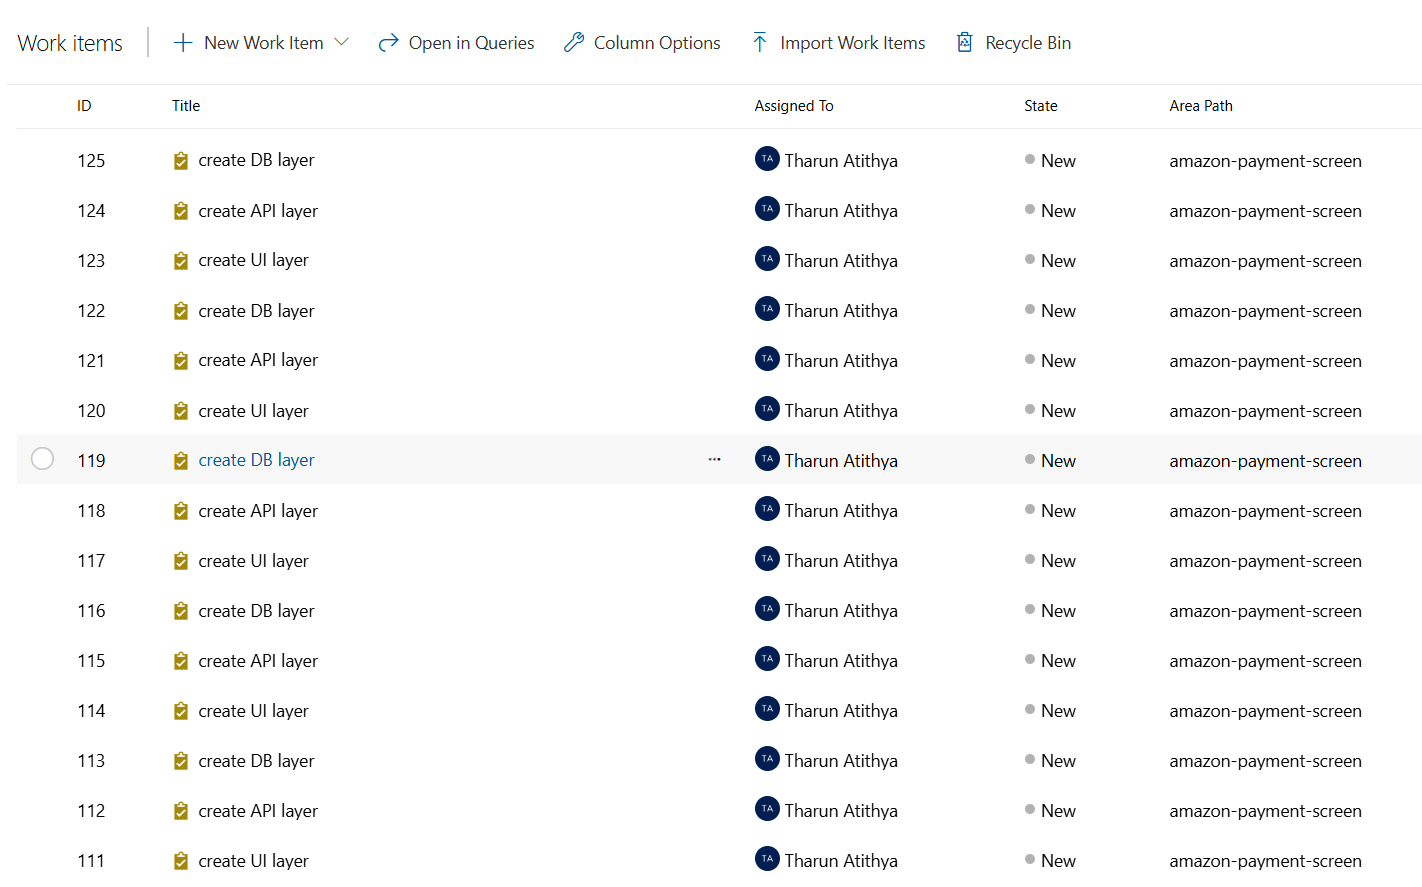 Work items New Work Item Open in Queries Column Options Import Work Items Recycle Bin
ID Title Assigned To State Area Path
125 create DB layer TA Tharun Atithya New amazon-payment-screen
124 create API layer TA Tharun Atithya New amazon-payment-screen
123 create UI layer TA Tharun Atithya New amazon-payment-screen
122 create DB layer TA Tharun Atithya New amazon-payment-screen
121 create API layer TA Tharun Atithya New amazon-payment-screen
120 create UI layer TA Tharun Atithya New amazon-payment-screen
119 create DB layer ... TA Tharun Atithya New amazon-payment-screen
118 create API layer TA Tharun Atithya New amazon-payment-screen
117 create UI layer TA Tharun Atithya New amazon-payment-screen
116 create DB layer TA Tharun Atithya New amazon-payment-screen
115 create API layer TA Tharun Atithya New amazon-payment-screen
114 create UI layer TA Tharun Atithya New amazon-payment-screen
113 create DB layer TA Tharun Atithya New amazon-payment-screen
112 create API layer TA Tharun Atithya New amazon-payment-screen
111 create UI layer TA Tharun Atithya New amazon-payment-screen